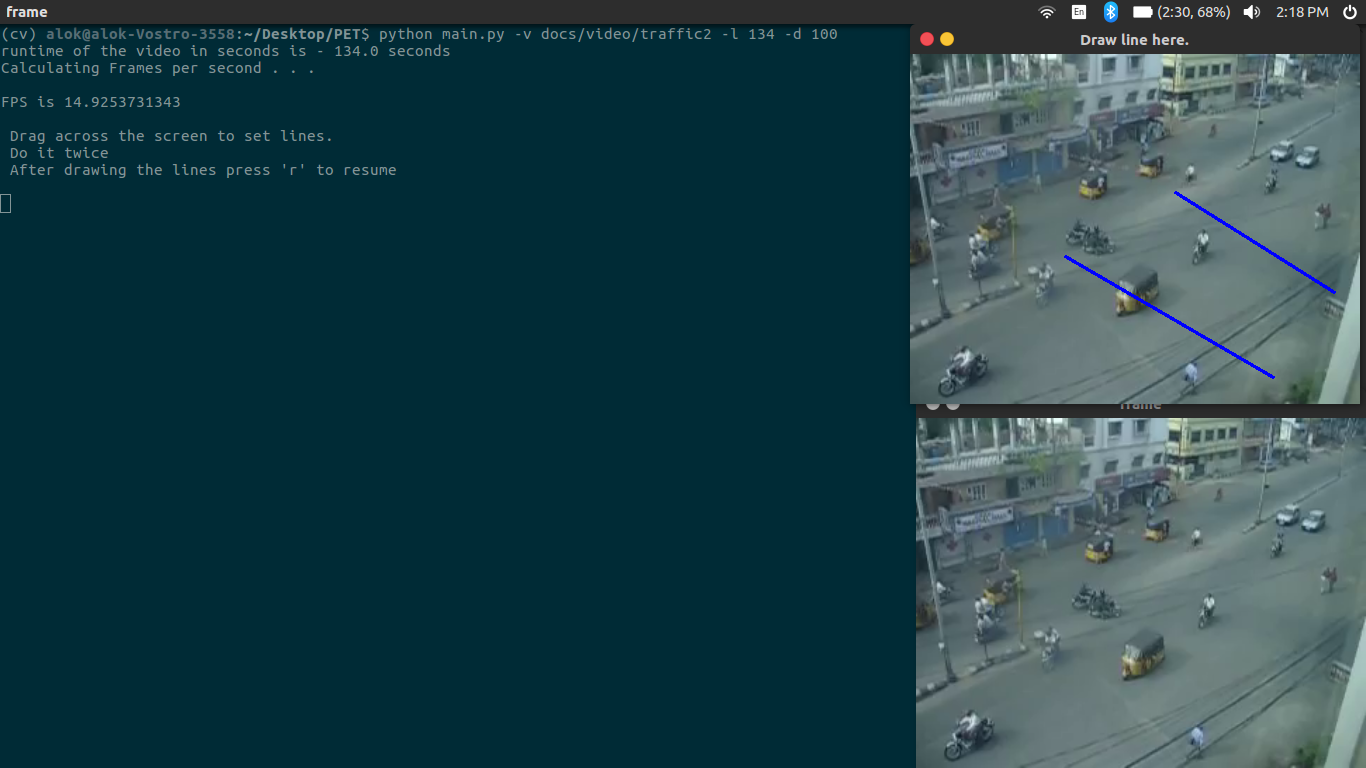 frame
En
(2:30, 68%)
2:18 PM
(cv) alok@alok-Vostro-3558:~/Desktop/PET$ python main.py -v docs/video/traffic2 -l 134 -d 100
runtime of the video in seconds is - 134.0 seconds
Calculating Frames per second . . .
FPS is 14.9253731343
Drag across the screen to set lines.
Do it twice
After drawing the lines press 'r' to resume
Draw line here.
frame